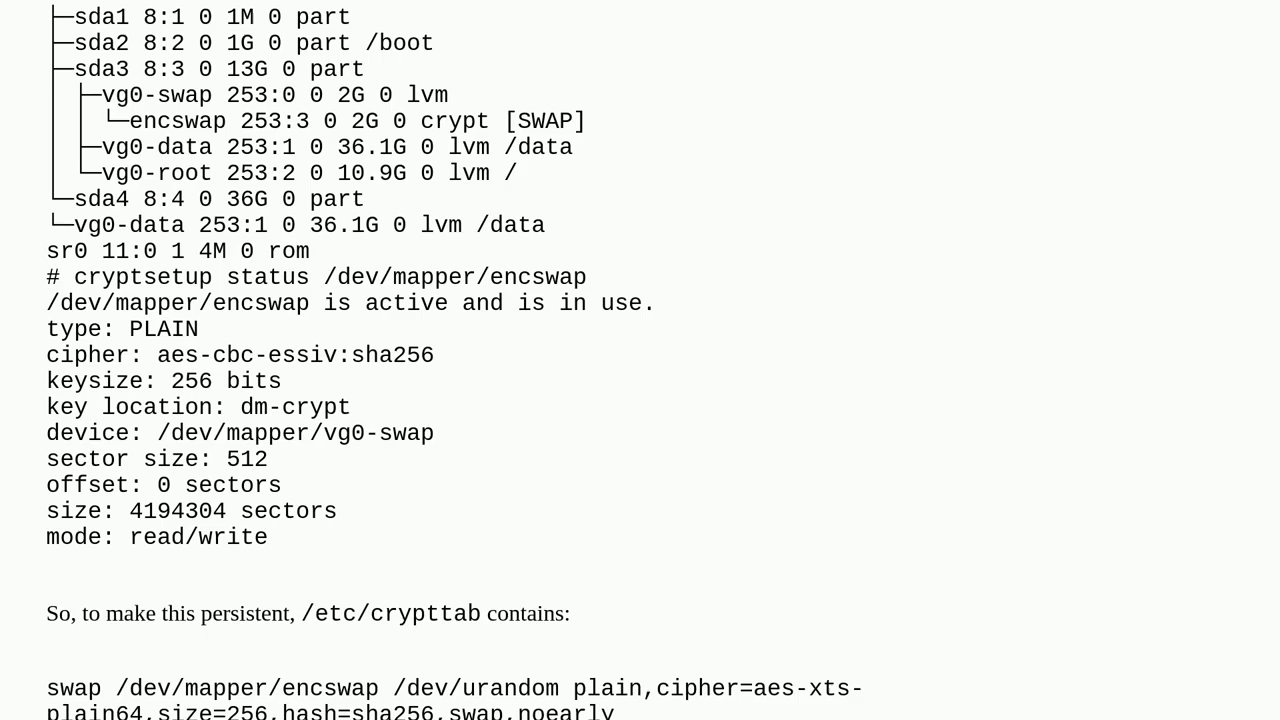 ├─sda1 8:1 0 1M 0 part
├─sda2 8:2 0 1G 0 part /boot
├─sda3 8:3 0 13G 0 part
│ ├─vg0-swap 253:0 0 2G 0 lvm
│ │ └─encswap 253:3 0 2G 0 crypt [SWAP]
│ ├─vg0-data 253:1 0 36.1G 0 lvm /data
│ └─vg0-root 253:2 0 10.9G 0 lvm /
└─sda4 8:4 0 36G 0 part
└─vg0-data 253:1 0 36.1G 0 lvm /data
sr0 11:0 1 4M 0 rom
# cryptsetup status /dev/mapper/encswap
/dev/mapper/encswap is active and is in use.
type: PLAIN
cipher: aes-cbc-essiv:sha256
keysize: 256 bits
key location: dm-crypt
device: /dev/mapper/vg0-swap
sector size: 512
offset: 0 sectors
size: 4194304 sectors
mode: read/write
So, to make this persistent, /etc/crypttab contains:
swap /dev/mapper/encswap /dev/urandom plain,cipher=aes-xts-
plain64,size=256,hash=sha256,swap,noearly